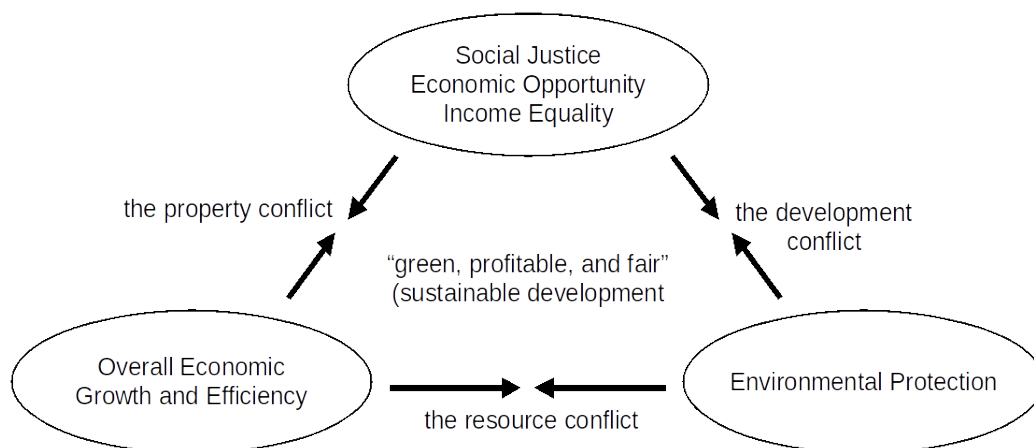 Social Justice
Economic Opportunity
Income Equality
the property conflict
the development
conflict
“green, profitable, and fair”
(sustainable development
Overall Economic
Growth and Efficiency
Environmental Protection
the resource conflict